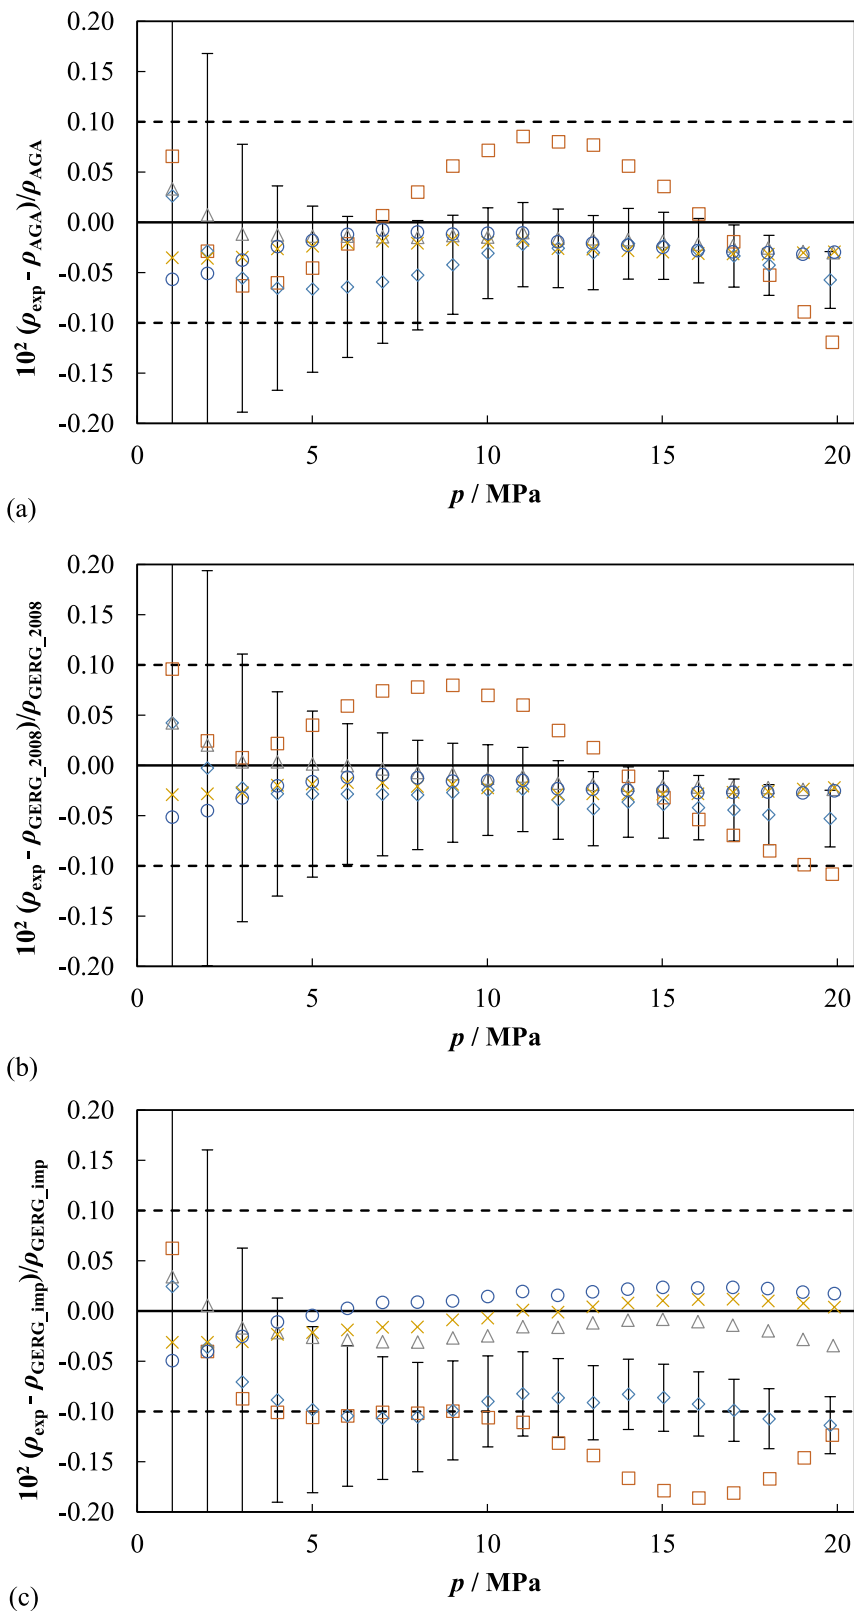 0.20
0.15
0.10
0.05
0.00
-0.05
-0.10
-0.15
-0.20
10² (ρexp - ρAGA)/ρAGA
0 5 10 15 20
p / MPa
(a)
0.20
0.15
0.10
0.05
0.00
-0.05
-0.10
-0.15
-0.20
10² (ρexp - ρGERG_2008)/ρGERG_2008
0 5 10 15 20
p / MPa
(b)
0.20
0.15
0.10
0.05
0.00
-0.05
-0.10
-0.15
-0.20
10² (ρexp - ρGERG_imp)/ρGERG_imp
0 5 10 15 20
p / MPa
(c)